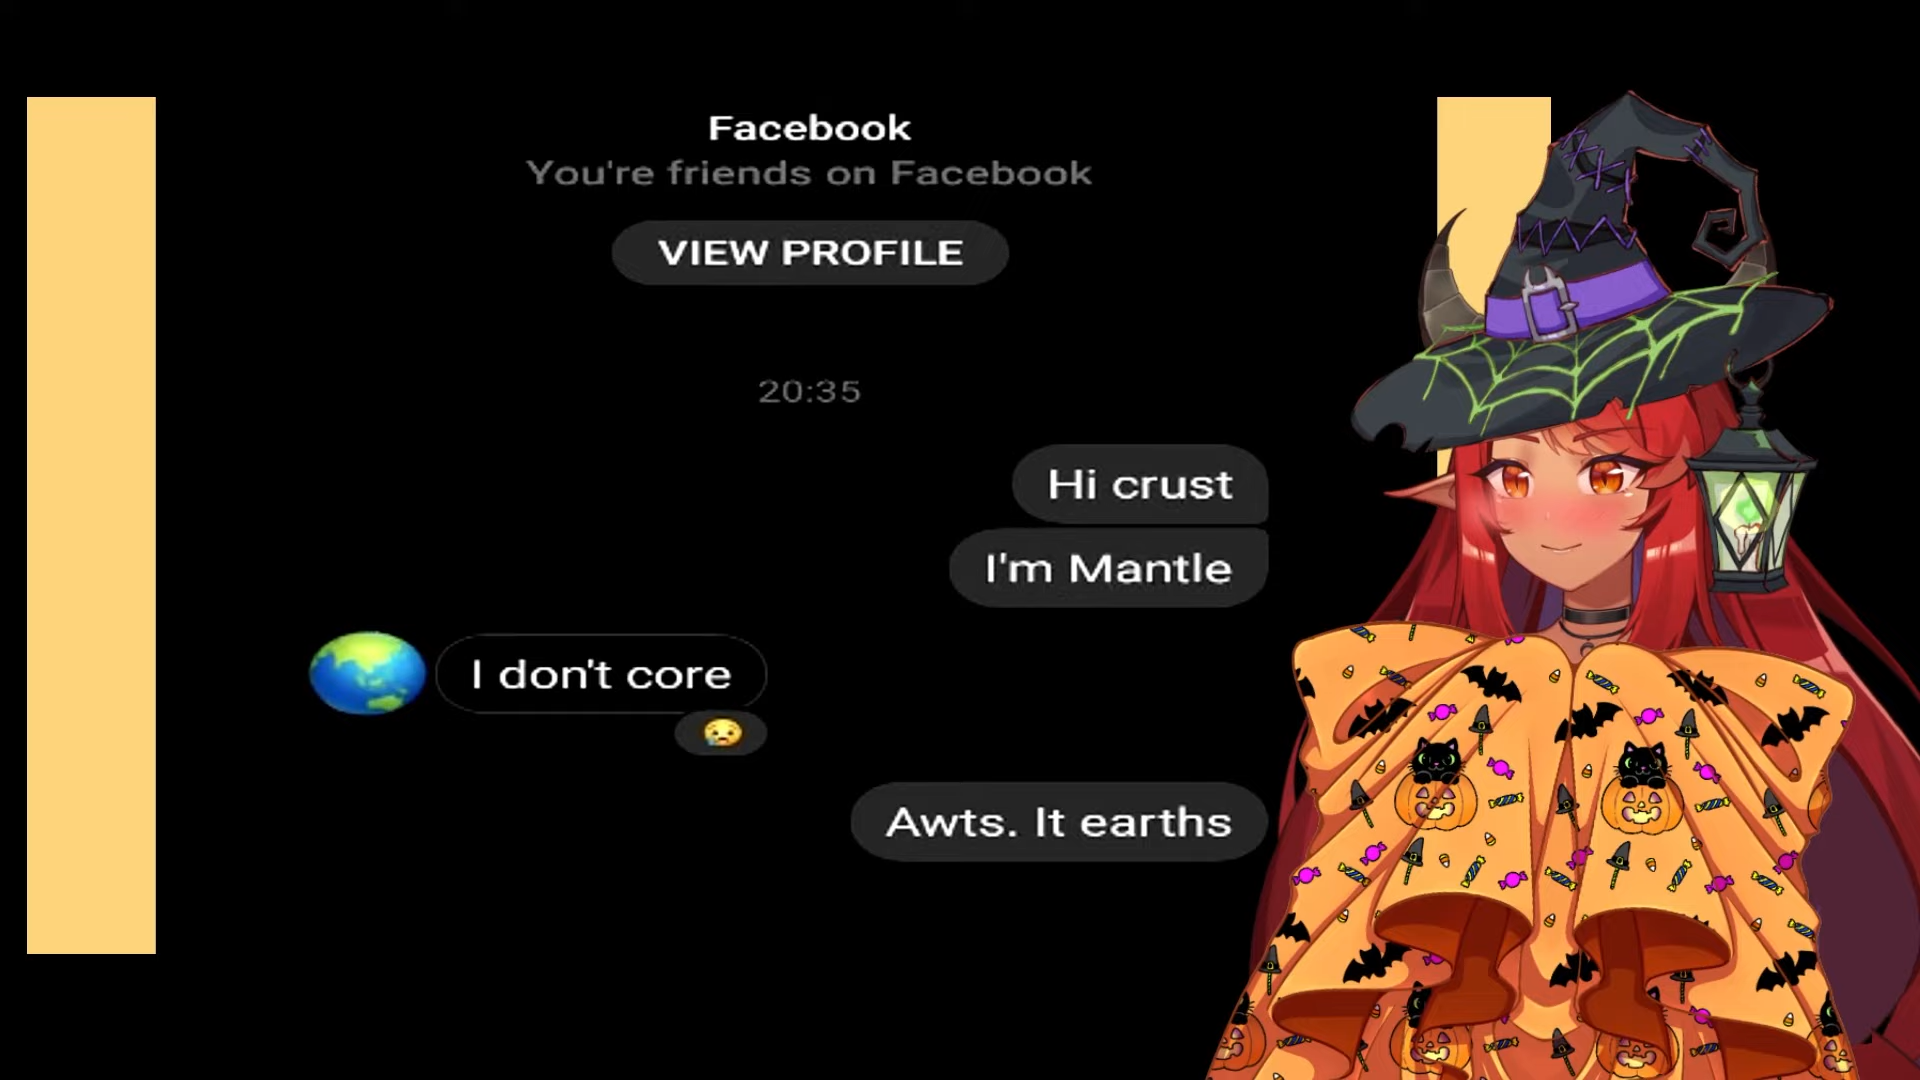 Facebook
You're friends on Facebook
VIEW PROFILE
20:35
Hi crust
I'm Mantle
I don't core
Awts. It earths